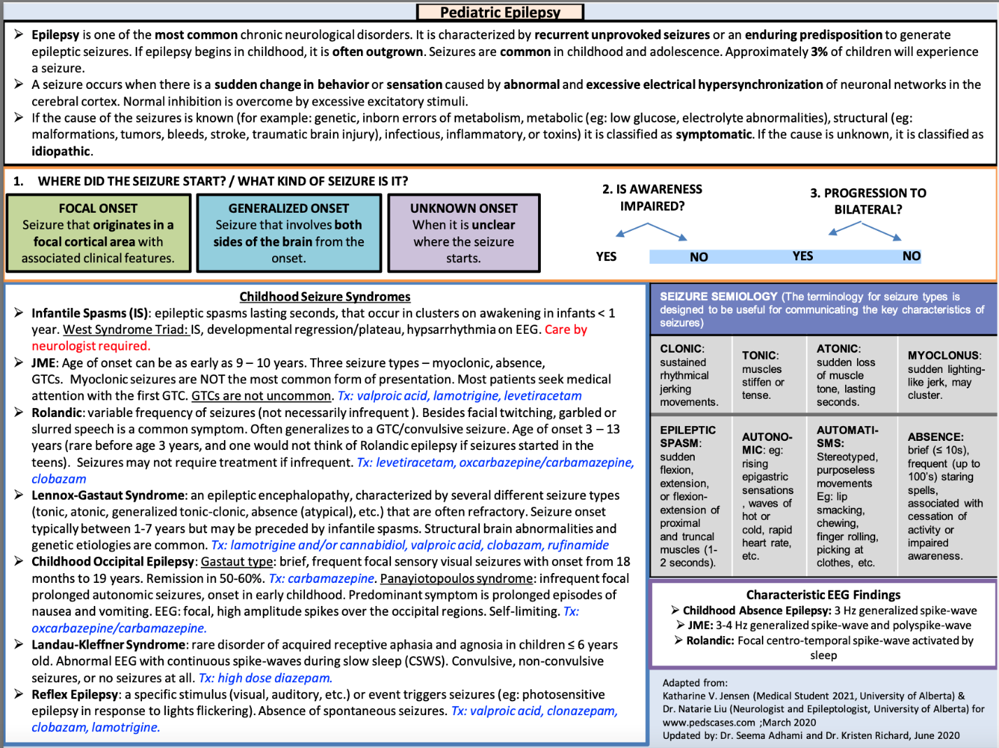 Pediatric Epilepsy
➢ Epilepsy is one of the most common chronic neurological disorders. It is characterized by recurrent unprovoked seizures or an enduring predisposition to generate
epileptic seizures. If epilepsy begins in childhood, it is often outgrown. Seizures are common in childhood and adolescence. Approximately 3% of children will experience
a seizure.
➢ A seizure occurs when there is a sudden change in behavior or sensation caused by abnormal and excessive electrical hypersynchronization of neuronal networks in the
cerebral cortex. Normal inhibition is overcome by excessive excitatory stimuli.
➢ If the cause of the seizures is known (for example: genetic, inborn errors of metabolism, metabolic (eg: low glucose, electrolyte abnormalities), structural (eg:
malformations, tumors, bleeds, stroke, traumatic brain injury), infectious, inflammatory, or toxins) it is classified as symptomatic. If the cause is unknown, it is classified as
idiopathic.
1. WHERE DID THE SEIZURE START? / WHAT KIND OF SEIZURE IS IT?
FOCAL ONSET
Seizure that originates in a
focal cortical area with
associated clinical features.
GENERALIZED ONSET
Seizure that involves both
sides of the brain from the
onset.
UNKNOWN ONSET
When it is unclear
where the seizure
starts.
2. IS AWARENESS
IMPAIRED?
YES
NO
3. PROGRESSION TO
BILATERAL?
YES
NO
Childhood Seizure Syndromes
➢ Infantile Spasms (IS): epileptic spasms lasting seconds, that occur in clusters on awakening in infants < 1
year. West Syndrome Triad: IS, developmental regression/plateau, hypsarrhythmia on EEG. Care by
neurologist required.
➢ JME: Age of onset can be as early as 9 – 10 years. Three seizure types – myoclonic, absence,
GTCs. Myoclonic seizures are NOT the most common form of presentation. Most patients seek medical
attention with the first GTC. GTCs are not uncommon. Tx: valproic acid, lamotrigine, levetiracetam
➢ Rolandic: variable frequency of seizures (not necessarily infrequent ). Besides facial twitching, garbled or
slurred speech is a common symptom. Often generalizes to a GTC/convulsive seizure. Age of onset 3 – 13
years (rare before age 3 years, and one would not think of Rolandic epilepsy if seizures started in the
teens). Seizures may not require treatment if infrequent. Tx: levetiracetam, oxcarbazepine/carbamazepine,
clobazam
➢ Lennox-Gastaut Syndrome: an epileptic encephalopathy, characterized by several different seizure types
(tonic, atonic, generalized tonic-clonic, absence (atypical), etc.) that are often refractory. Seizure onset
typically between 1-7 years but may be preceded by infantile spasms. Structural brain abnormalities and
genetic etiologies are common. Tx: lamotrigine and/or cannabidiol, valproic acid, clobazam, rufinamide
➢ Childhood Occipital Epilepsy: Gastaut type: brief, frequent focal sensory visual seizures with onset from 18
months to 19 years. Remission in 50-60%. Tx: carbamazepine. Panayiotopoulos syndrome: infrequent focal
prolonged autonomic seizures, onset in early childhood. Predominant symptom is prolonged episodes of
nausea and vomiting. EEG: focal, high amplitude spikes over the occipital regions. Self-limiting. Tx:
oxcarbazepine/carbamazepine.
➢ Landau-Kleffner Syndrome: rare disorder of acquired receptive aphasia and agnosia in children ≤ 6 years
old. Abnormal EEG with continuous spike-waves during slow sleep (CSWS). Convulsive, non-convulsive
seizures, or no seizures at all. Tx: high dose diazepam.
➢ Reflex Epilepsy: a specific stimulus (visual, auditory, etc.) or event triggers seizures (eg: photosensitive
epilepsy in response to lights flickering). Absence of spontaneous seizures. Tx: valproic acid, clonazepam,
clobazam, lamotrigine.
SEIZURE SEMIOLOGY (The terminology for seizure types is
designed to be useful for communicating the key characteristics of
seizures)
CLONIC:
sustained
rhythmical
jerking
movements.
TONIC:
muscles
stiffen or
tense.
ATONIC:
sudden loss
of muscle
tone, lasting
seconds.
MYOCLONUS:
sudden lighting-
like jerk, may
cluster.
EPILEPTIC
SPASM:
sudden
flexion,
extension,
or flexion-
extension of
proximal
and truncal
muscles (1-
2 seconds).
AUTONO-
MIC: eg:
rising
epigastric
sensations
, waves of
hot or
cold, rapid
heart rate,
etc.
AUTOMATI-
SMS:
Stereotyped,
purposeless
movements
Eg: lip
smacking,
chewing,
finger rolling,
picking at
clothes, etc.
ABSENCE:
brief (≤ 10s),
frequent (up to
100's) staring
spells,
associated with
cessation of
activity or
impaired
awareness.
Characteristic EEG Findings
➢ Childhood Absence Epilepsy: 3 Hz generalized spike-wave
➢ JME: 3-4 Hz generalized spike-wave and polyspike-wave
➢ Rolandic: Focal centro-temporal spike-wave activated by
sleep
Adapted from:
Katharine V. Jensen (Medical Student 2021, University of Alberta) &
Dr. Natarie Liu (Neurologist and Epileptologist, University of Alberta) for
www.pedscases.com ;March 2020
Updated by: Dr. Seema Adhami and Dr. Kristen Richard, June 2020